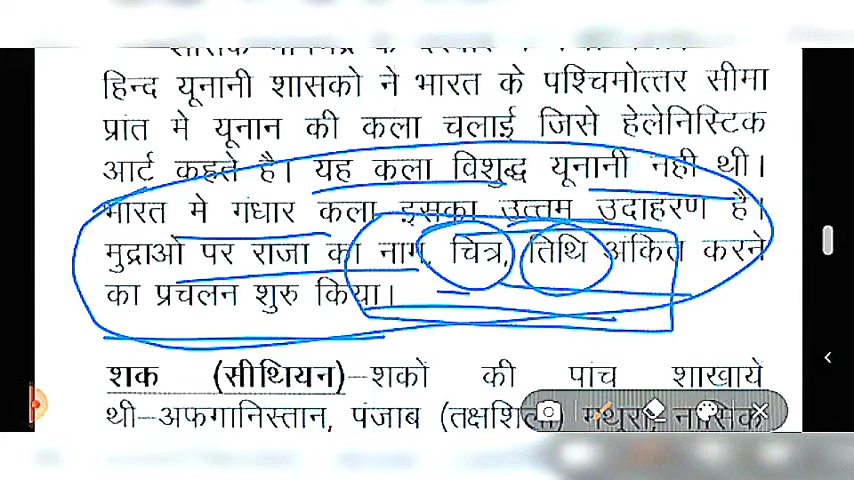 हिन्द यूनानी शासको ने भारत के पश्चिमोत्तर सीमा
प्रांत मे यूनान की कला चलाई जिसे हेलेनिस्टिक
आर्ट कहते है। यह कला विशुद्ध यूनानी नही थी।
भारत मे गंधार कला इसका उत्तम उदाहरण है।
मुद्राओ पर राजा का नाम, चित्र, तिथि अंकित करने
का प्रचलन शुरु किया।
शक (सीथियन)-शकों की पांच शाखाये
थी-अफगानिस्तान, पंजाब (तक्षशिला) मथुरा, नासिक